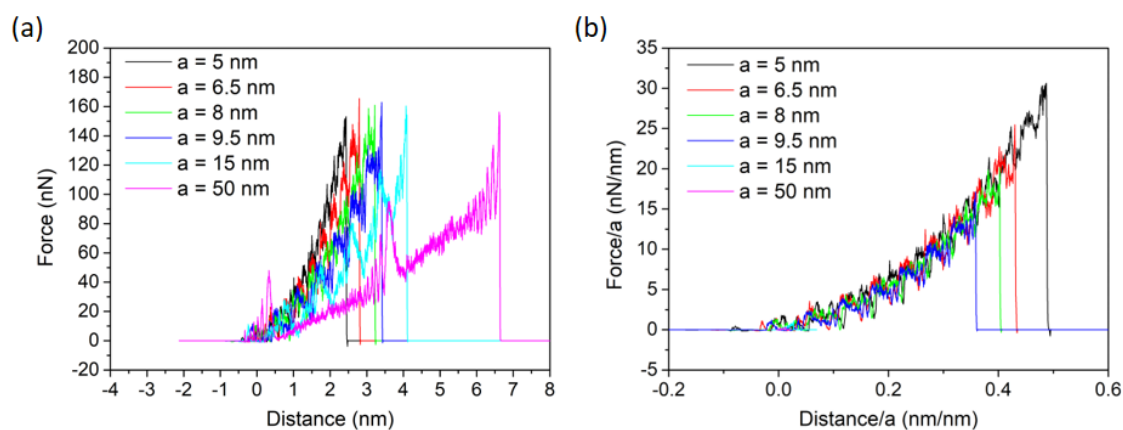 (a)
200
180
160
140
120
100
80
60
40
20
0
-20
Force (nN)
a = 5 nm
a = 6.5 nm
a = 8 nm
a = 9.5 nm
a = 15 nm
a = 50 nm
-4 -3 -2 -1 0 1 2 3 4 5 6 7 8
Distance (nm)
(b)
35
30
25
20
15
10
5
0
-5
Force/a (nN/nm)
a = 5 nm
a = 6.5 nm
a = 8 nm
a = 9.5 nm
a = 15 nm
a = 50 nm
-0.2 0.0 0.2 0.4 0.6
Distance/a (nm/nm)